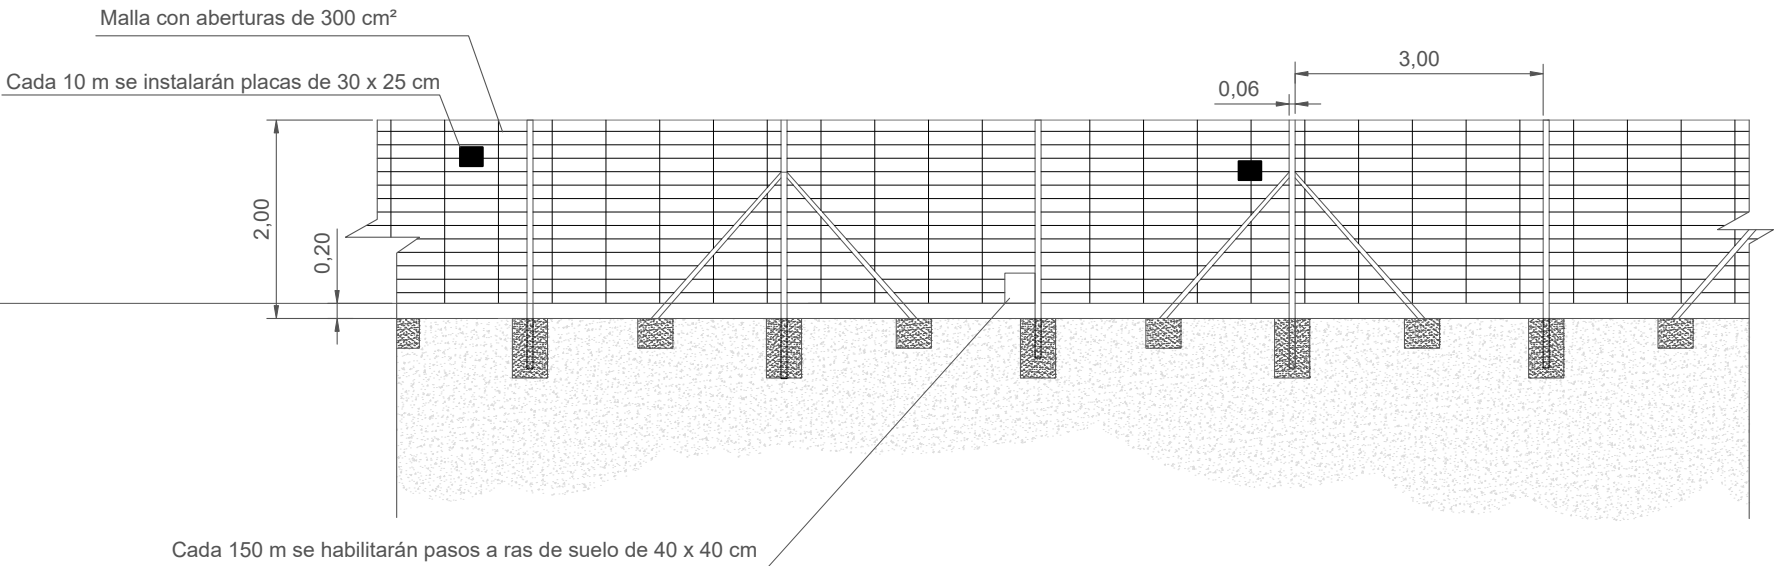 Malla con aberturas de 300 cm²
Cada 10 m se instalarán placas de 30 x 25 cm
3,00
0,06
2,00
0,20
Cada 150 m se habilitarán pasos a ras de suelo de 40 x 40 cm